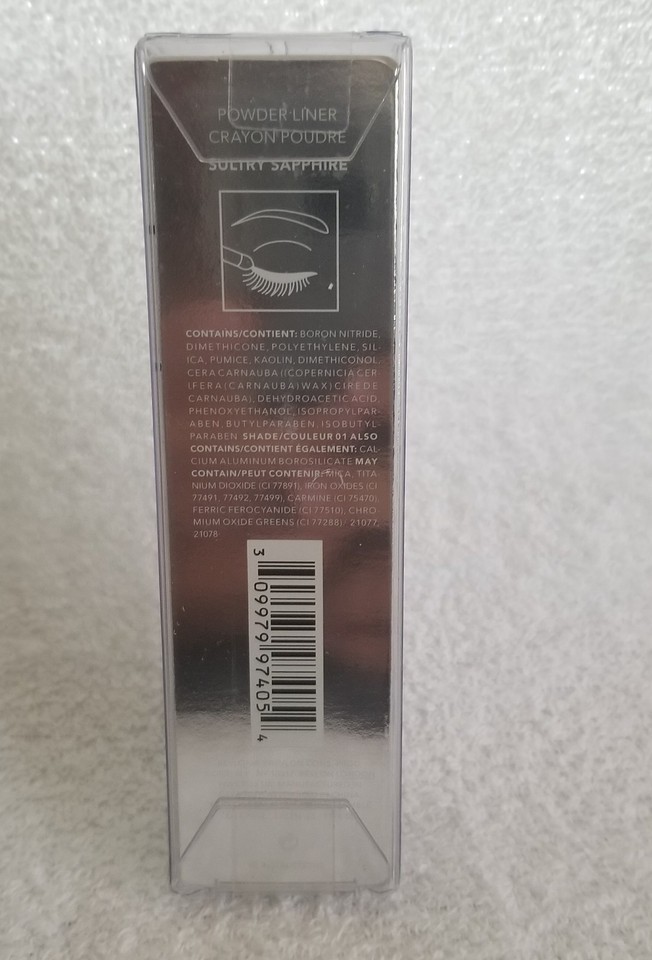 POWDER LINER
CRAYON POUDRE
SULTRY SAPPHIRE
CONTAINS/CONTIENT: BORON NITRIDE,
DIMETHICONE, POLYETHYLENE, SIL-
ICA, PUMICE, KAOLIN, DIMETHICONOL,
CERA CARNAUBA ((COPERNICIA CER-
IFERA (CARNAUBA) WAX) CIRE DE
CARNAUBA), DEHYDROACETIC ACID,
PHENOXYETHANOL, ISOPROPYLPAR-
ABEN, BUTYLPARABEN, ISOBUTYL-
PARABEN SHADE/COULEUR 01 ALSO
CONTAINS/CONTIENT ÉGALEMENT: CAL-
CIUM ALUMINUM BOROSILICATE MAY
CONTAIN/PEUT CONTENIR: MICA, TITA-
NIUM DIOXIDE (CI 77891), IRON OXIDES (CI
77491, 77492, 77499), CARMINE (CI 75470),
FERRIC FEROCYANIDE (CI 77510), CHRO-
MIUM OXIDE GREENS (CI 77288) 21077,
21078
3 09979 97405 4